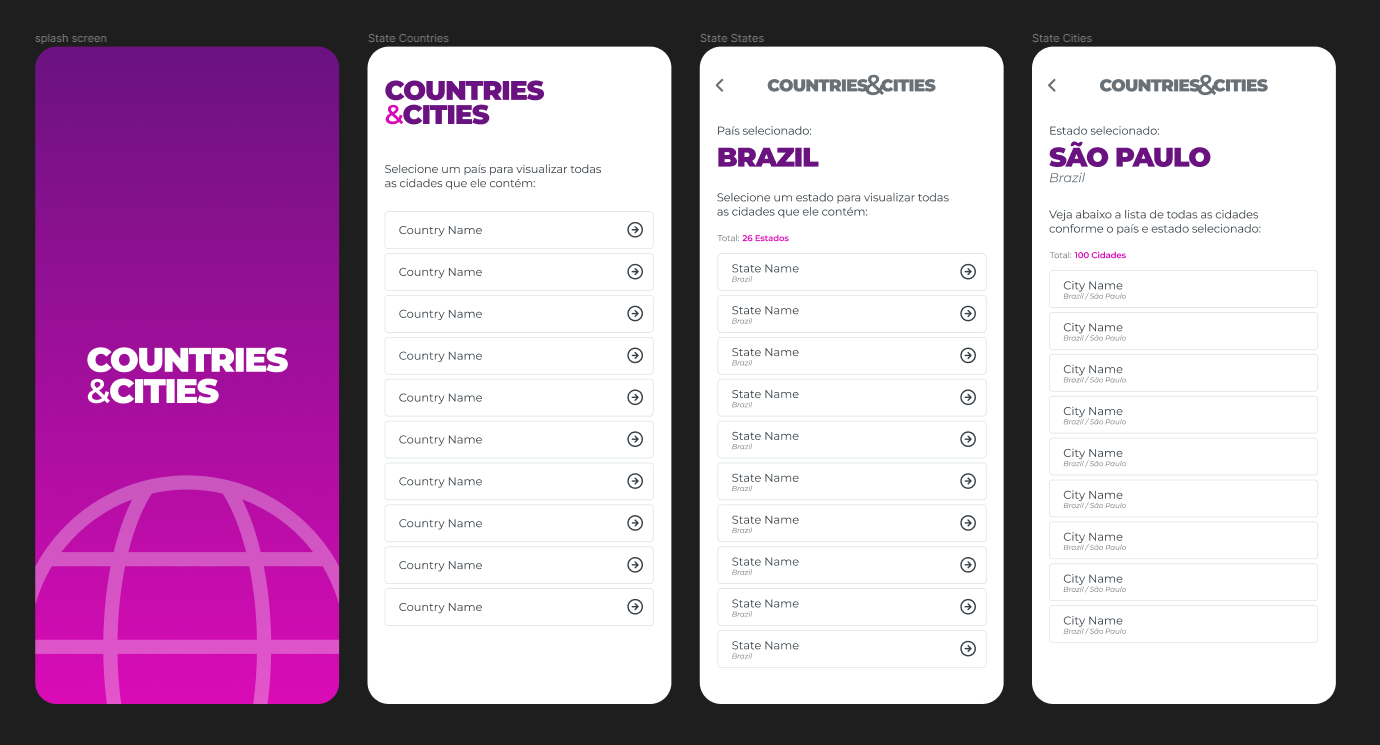 splash screen
COUNTRIES
&CITIES
State Countries
COUNTRIES
&CITIES
Selecione um país para visualizar todas
as cidades que ele contém:
Country Name
Country Name
Country Name
Country Name
Country Name
Country Name
Country Name
Country Name
Country Name
Country Name
State States
COUNTRIES&CITIES
País selecionado:
BRAZIL
Selecione um estado para visualizar todas
as cidades que ele contém:
Total: 26 Estados
State Name
Brazil
State Name
Brazil
State Name
Brazil
State Name
Brazil
State Name
Brazil
State Name
Brazil
State Name
Brazil
State Name
Brazil
State Name
Brazil
State Name
Brazil
State Cities
COUNTRIES&CITIES
Estado selecionado:
SÃO PAULO
Brazil
Veja abaixo a lista de todas as cidades
conforme o país e estado selecionado:
Total: 100 Cidades
City Name
Brazil / São Paulo
City Name
Brazil / São Paulo
City Name
Brazil / São Paulo
City Name
Brazil / São Paulo
City Name
Brazil / São Paulo
City Name
Brazil / São Paulo
City Name
Brazil / São Paulo
City Name
Brazil / São Paulo
City Name
Brazil / São Paulo